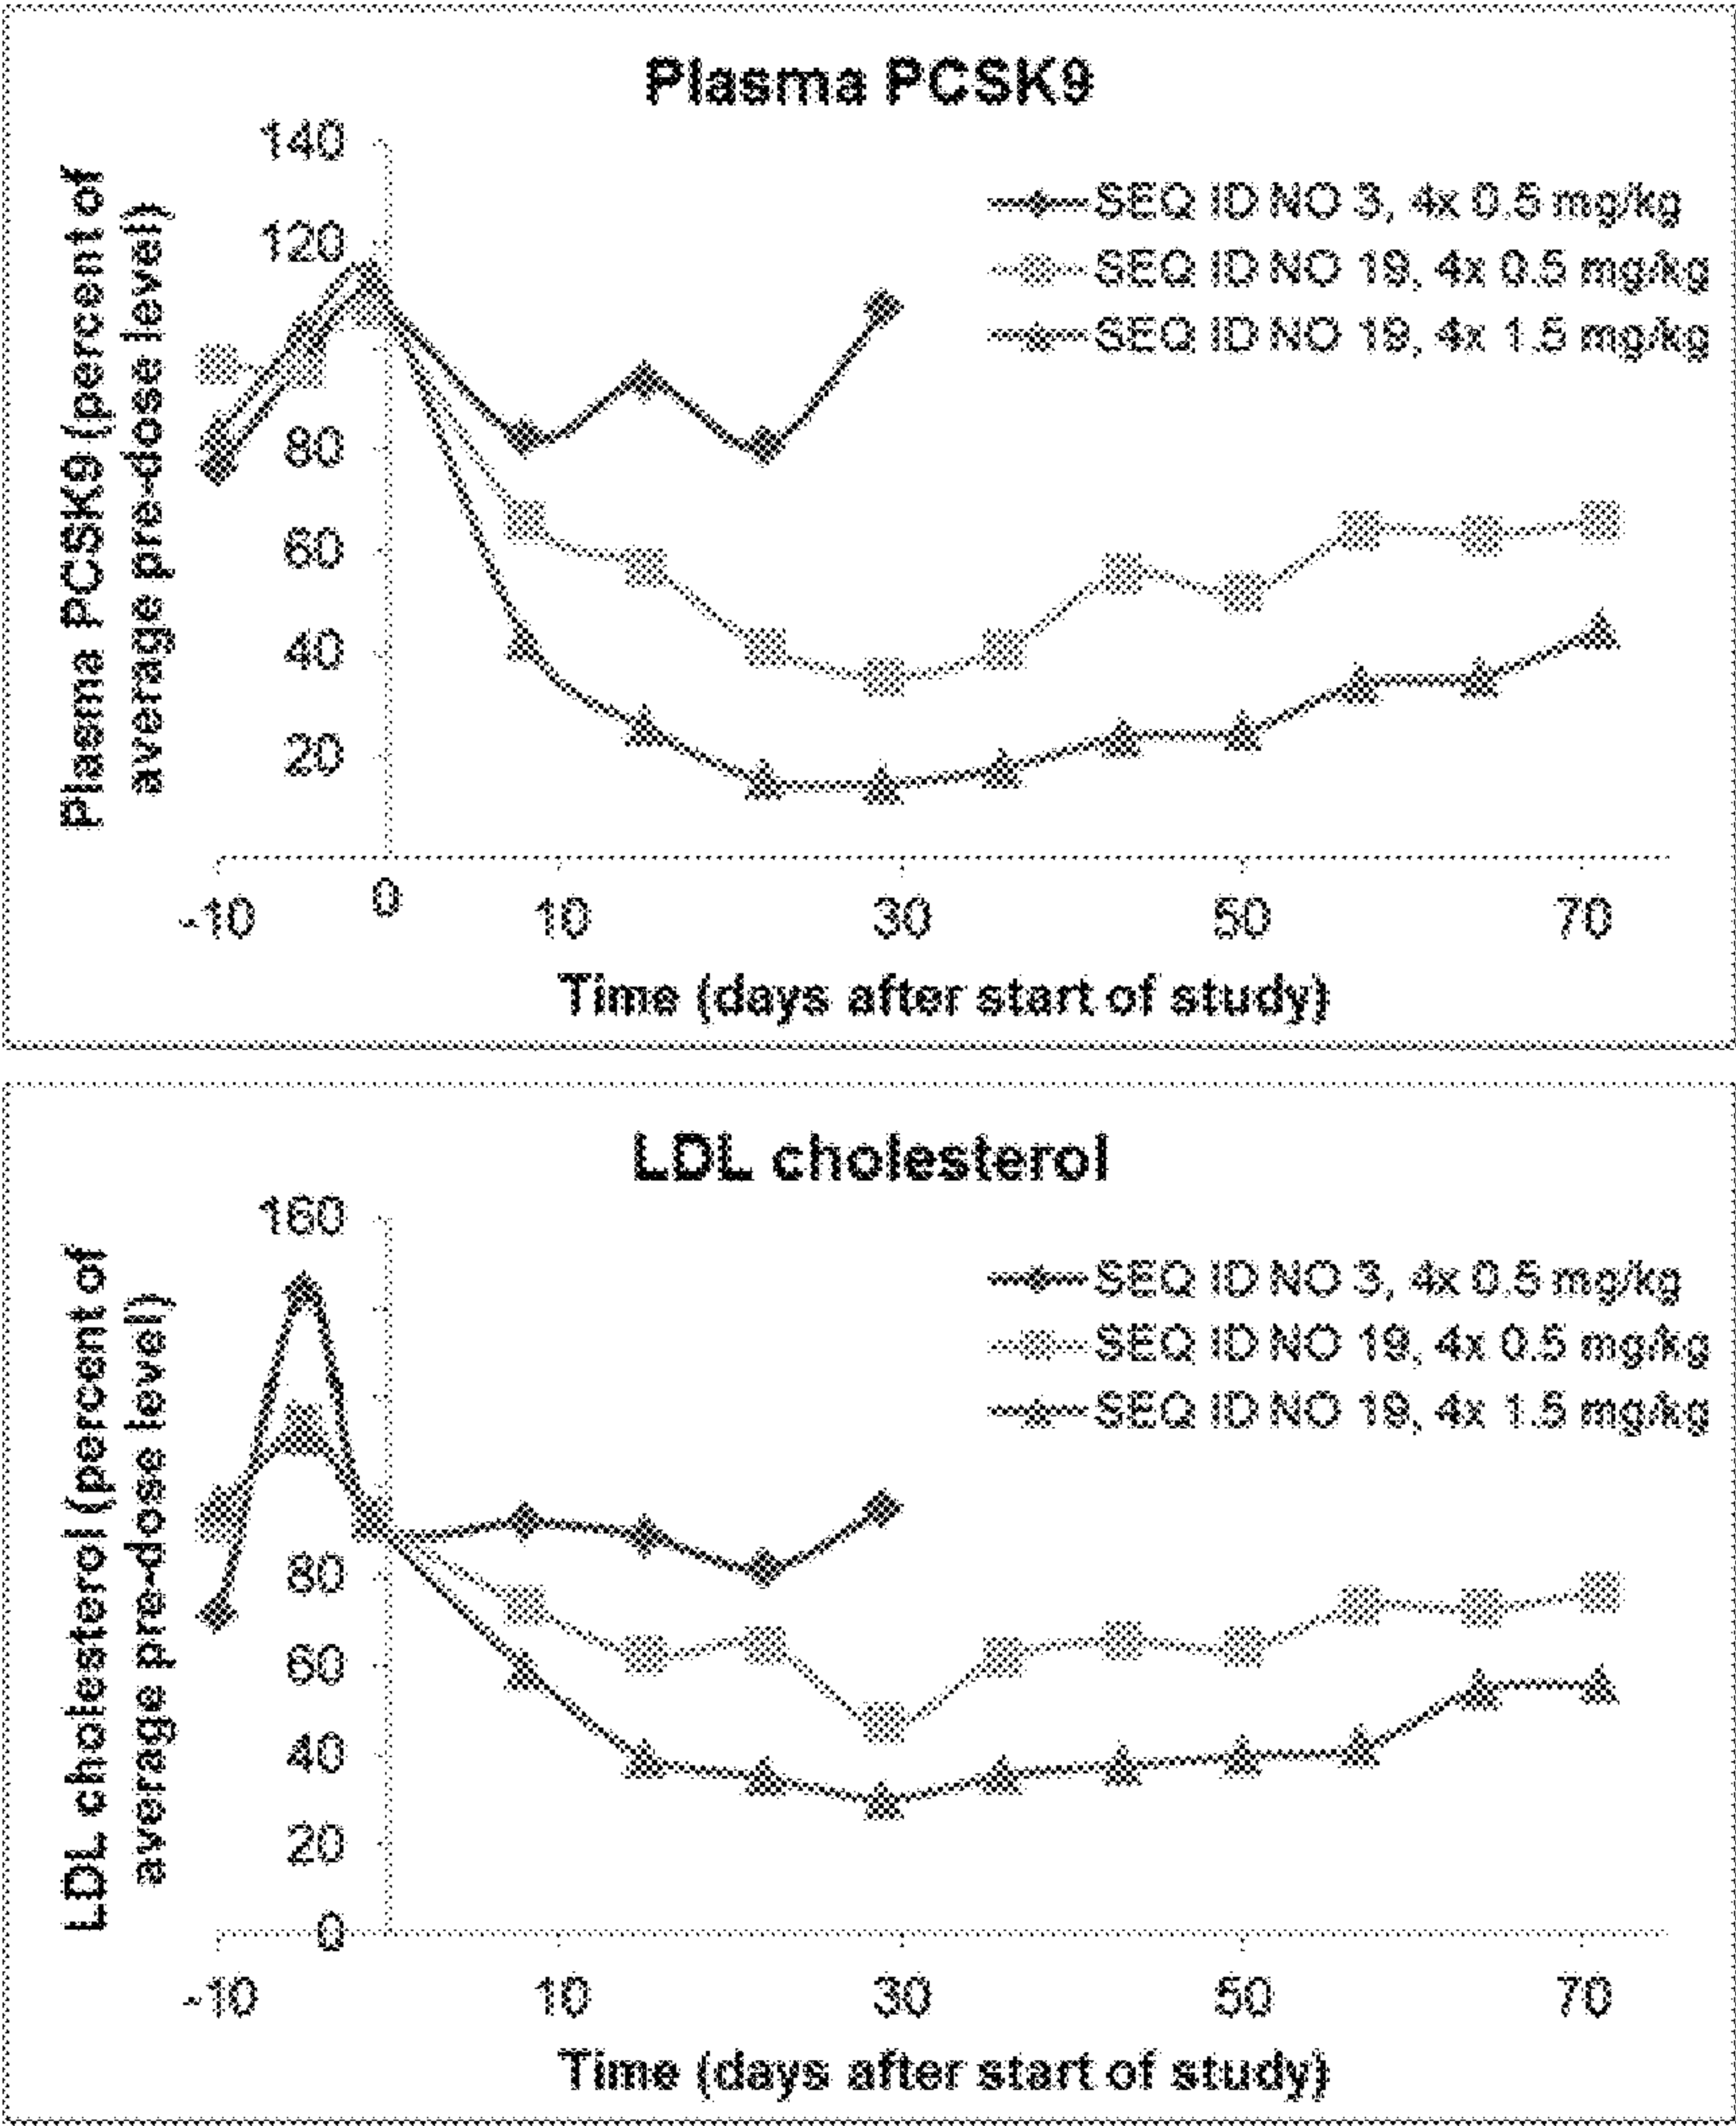 Plasma PCSK9
Plasma PCSK9 (percent of
average pre-dose level)
140
120
80
60
40
20
SEQ ID NO 3, 4x 0.5 mg/kg
SEQ ID NO 19, 4x 0.5 mg/kg
SEQ ID NO 19, 4x 1.5 mg/kg
-10 0 10 30 50 70
Time (days after start of study)
LDL cholesterol
LDL cholesterol (percent of
average pre-dose level)
160
80
60
40
20
0
SEQ ID NO 3, 4x 0.5 mg/kg
SEQ ID NO 19, 4x 0.5 mg/kg
SEQ ID NO 19, 4x 1.5 mg/kg
-10 10 30 50 70
Time (days after start of study)